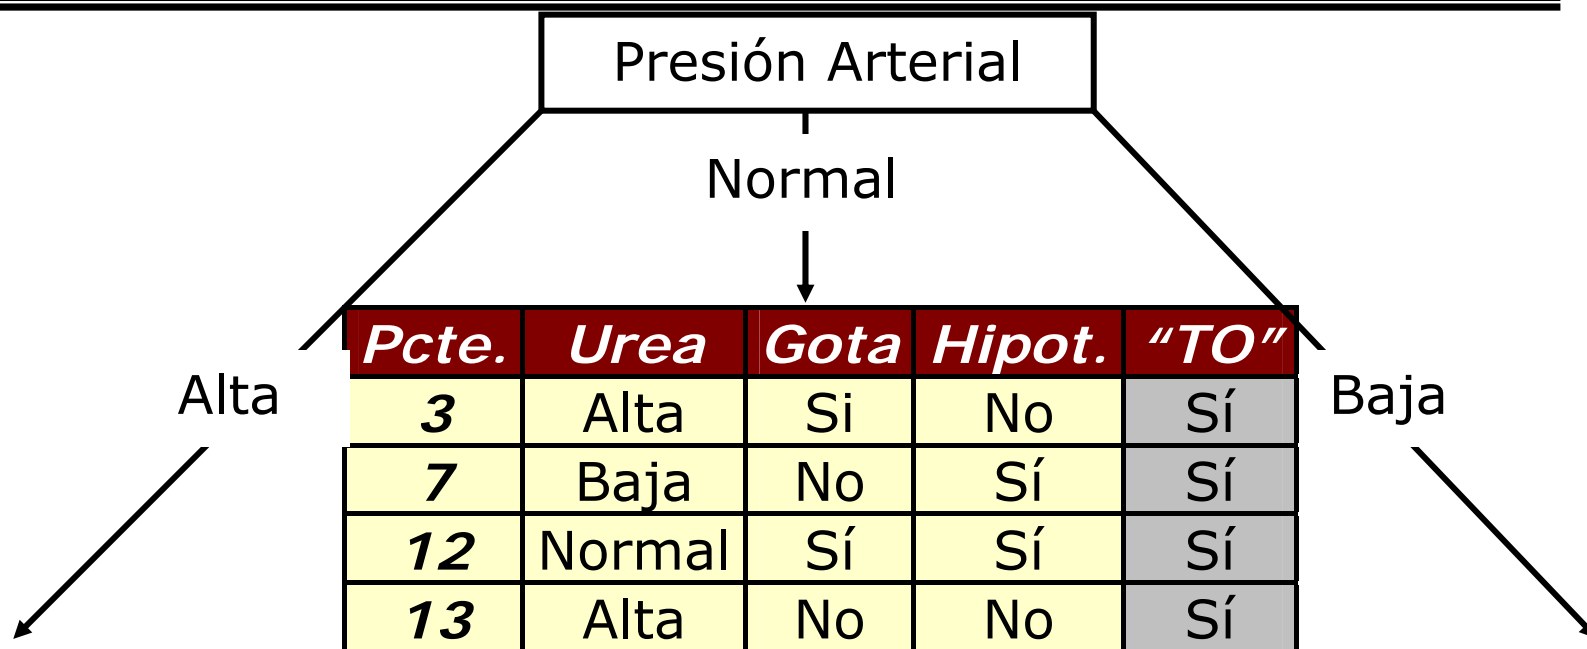 Presión Arterial
Normal
Alta
Baja
Pcte. Urea Gota Hipot. “TO”
3 Alta Si No Sí
7 Baja No Sí Sí
12 Normal Sí Sí Sí
13 Alta No No Sí